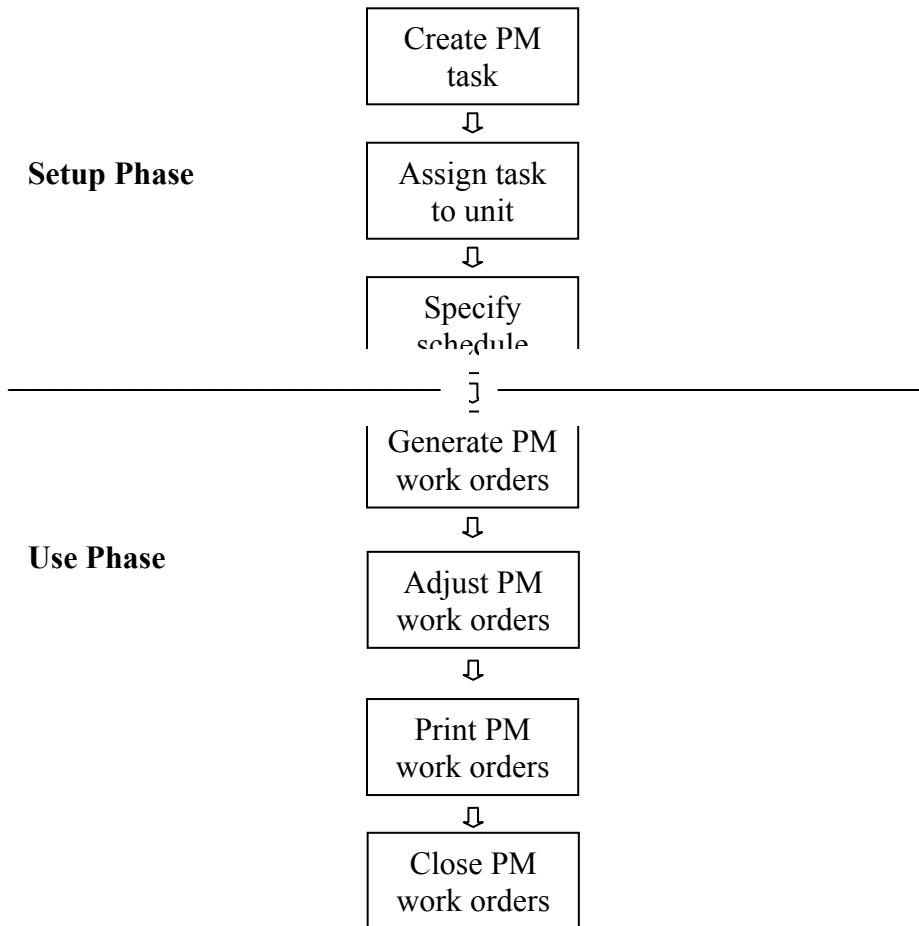 Create PM
task
Setup Phase
Assign task
to unit
Specify
schedule
Generate PM
work orders
Use Phase
Adjust PM
work orders
Print PM
work orders
Close PM
work orders